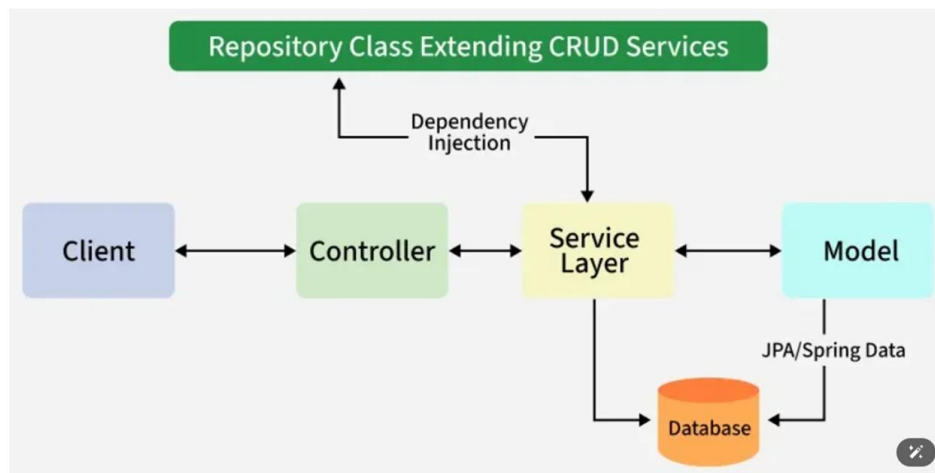 Repository Class Extending CRUD Services
Dependency
Injection
Client
Controller
Service
Layer
Model
JPA/Spring Data
Database